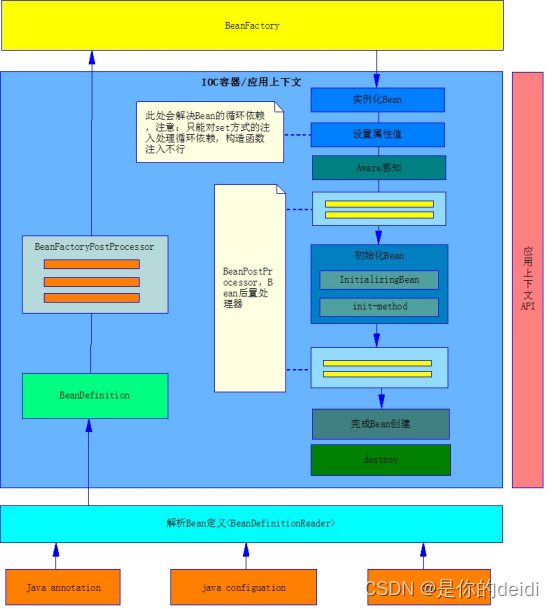 BeanFactory
IOC容器/应用上下文
此处会解决Bean的循环依赖
，注意：只能对set方式的注
入处理循环依赖，构造函数
注入不行
实例化Bean
设置属性值
Aware感知
BeanPostPr
ocessor，B
ean后置处
理器
初始化Bean
InitializingBean
init-method
完成Bean创建
destroy
BeanFactoryPostProcessor
BeanDefinition
应
用
上
下
文
API
解析Bean定义<BeanDefinitionReader>
Java annotation
java configuation
CSDN @是你的deidi